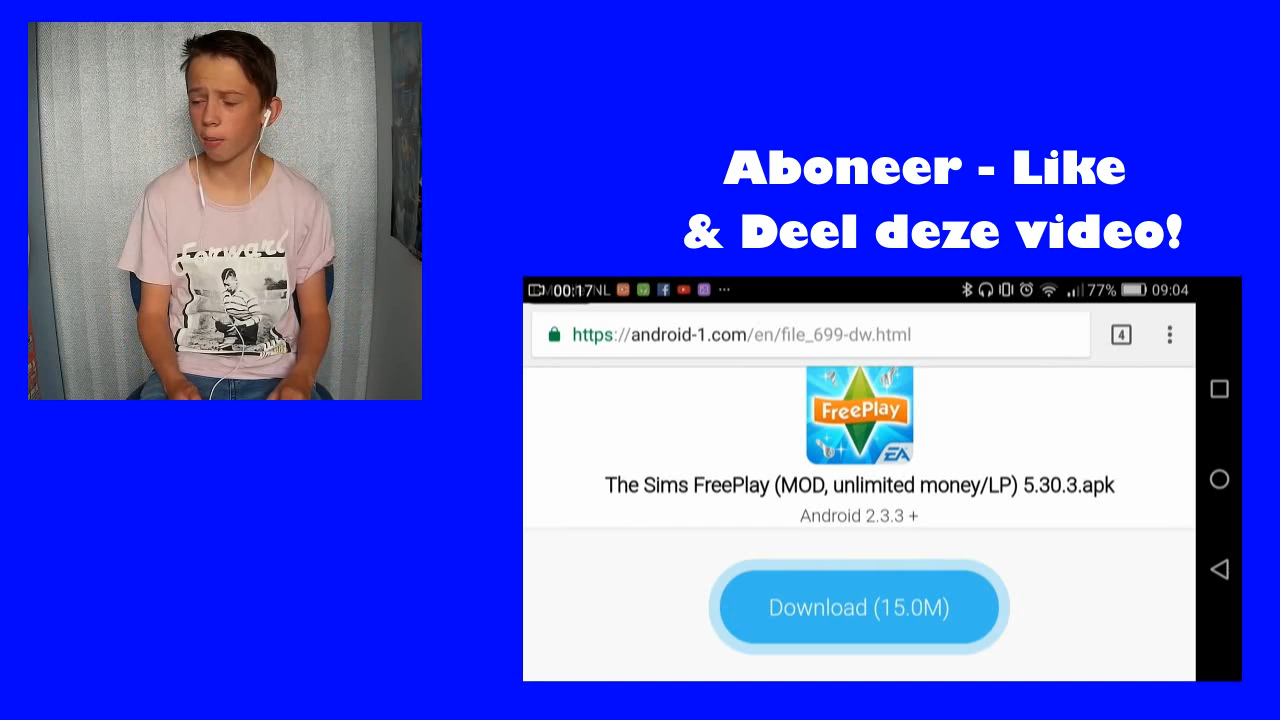 Aboneer - Like
& Deel deze video!
00:17 NL
77% 09:04
https://android-1.com/en/file_699-dw.html
4
FreePlay
EA
The Sims FreePlay (MOD, unlimited money/LP) 5.30.3.apk
Android 2.3.3 +
Download (15.0M)
Forward